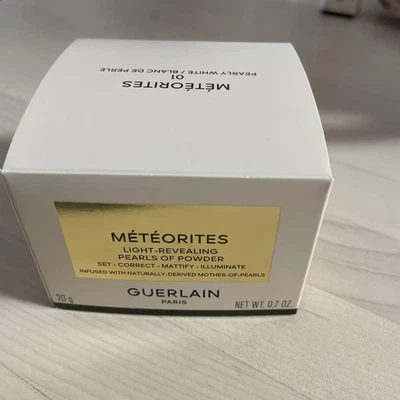 MÉTÉORITES
01
PEARLY WHITE / BLANC DE PERLE
MÉTÉORITES
LIGHT-REVEALING
PEARLS OF POWDER
SET - CORRECT - MATTIFY - ILLUMINATE
INFUSED WITH NATURALLY-DERIVED MOTHER-OF-PEARLS
GUERLAIN
PARIS
20 g
NET WT. 0.7 OZ.